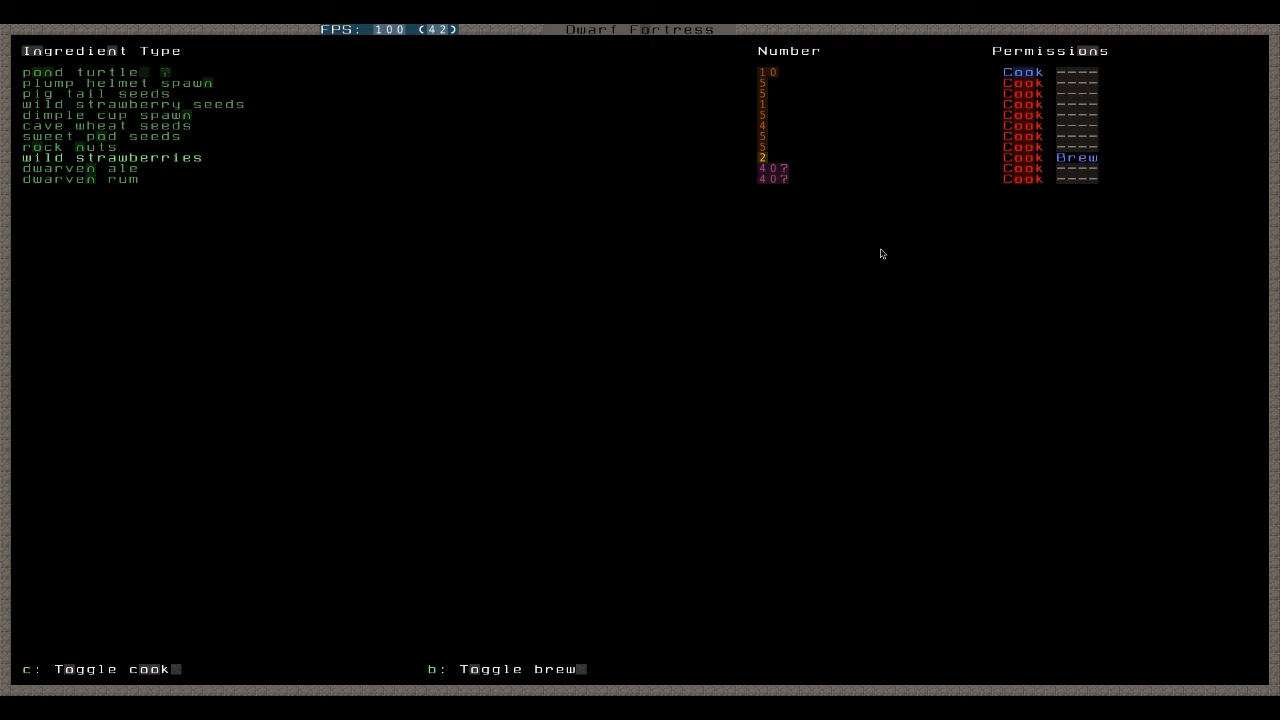 FPS: 100 (42) Dwarf Fortress
Ingredient Type Number Permissions
pond turtle 10 Cook ----
plump helmet spawn 5 Cook ----
pig tail seeds 5 Cook ----
wild strawberry seeds 1 Cook ----
dimple cup spawn 5 Cook ----
cave wheat seeds 4 Cook ----
sweet pod seeds 5 Cook ----
rock nuts 5 Cook ----
wild strawberries 2 Cook Brew
dwarven ale 40? Cook ----
dwarven rum 40? Cook ----
c: Toggle cook b: Toggle brew